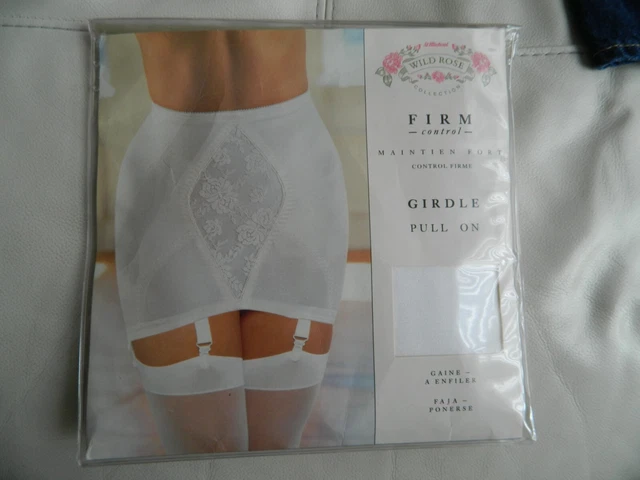 WILD ROSE
COLLECTION
FIRM
– control –
MAINTIEN FORT
CONTROL FIRME
GIRDLE
PULL ON
GAINE –
A ENFILER
FAJA –
PONERSE